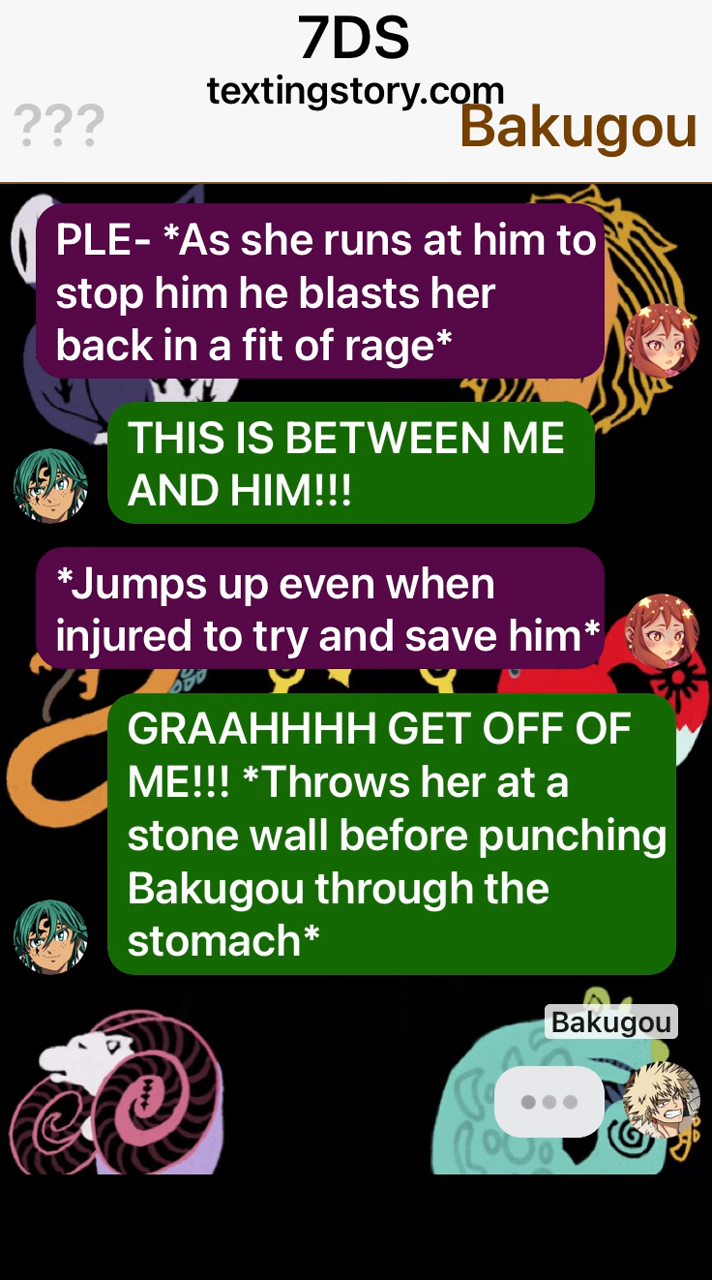 7DS
textingstory.com
???
Bakugou
PLE- *As she runs at him to
stop him he blasts her
back in a fit of rage*
THIS IS BETWEEN ME
AND HIM!!!
*Jumps up even when
injured to try and save him*
GRAAHHHH GET OFF OF
ME!!! *Throws her at a
stone wall before punching
Bakugou through the
stomach*
Bakugou